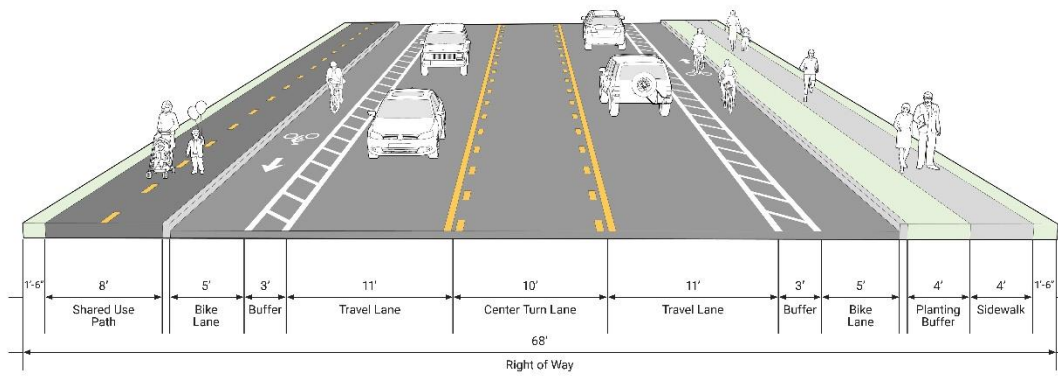 1'-6" 8' 5' 3' 11' 10' 11' 3' 5' 4' 4' 1'-6"
Shared Use Path Bike Lane Buffer Travel Lane Center Turn Lane Travel Lane Buffer Bike Lane Planting Buffer Sidewalk
68'
Right of Way